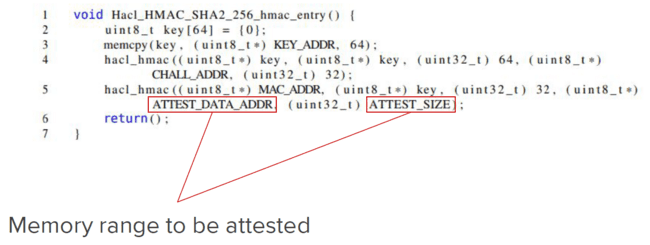 1 void Hacl_HMAC_SHA2_256_hmac_entry() {
2 uint8_t key[64] = {0};
3 memcpy(key, (uint8_t*) KEY_ADDR, 64);
4 hacl_hmac((uint8_t*) key, (uint8_t*) key, (uint32_t) 64, (uint8_t*)
CHALL_ADDR, (uint32_t) 32);
5 hacl_hmac((uint8_t*) MAC_ADDR, (uint8_t*) key, (uint32_t) 32, (uint8_t*)
ATTEST_DATA_ADDR, (uint32_t) ATTEST_SIZE);
6 return();
7 }
Memory range to be attested